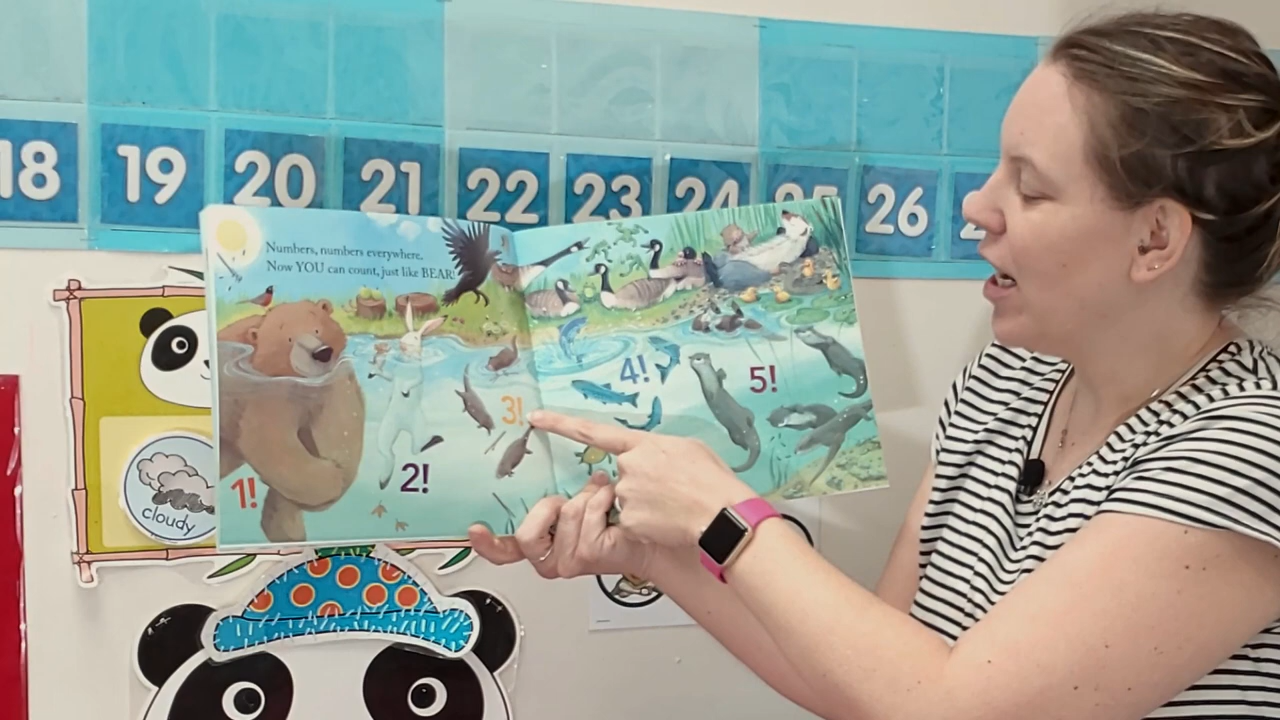 18 19 20 21 22 23 24 25 26
Numbers, numbers everywhere.
Now YOU can count, just like BEAR!
1!
2!
3!
4!
5!
cloudy